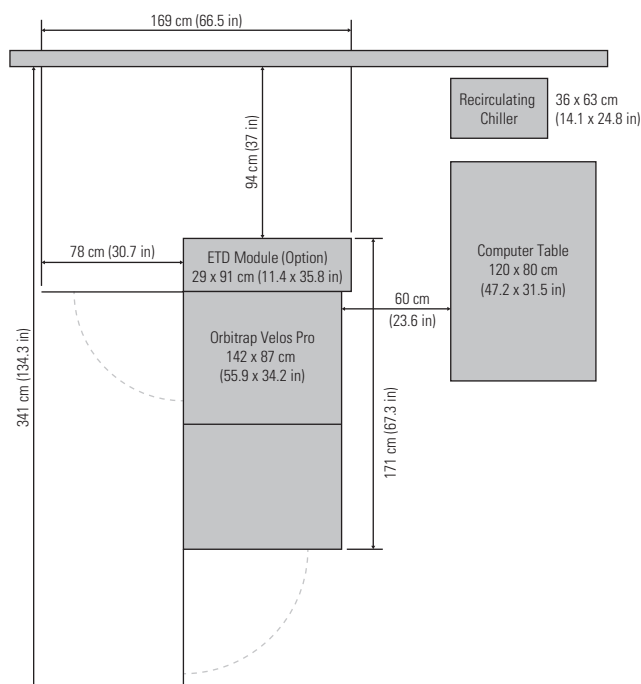 169 cm (66.5 in)
Recirculating
Chiller
36 x 63 cm
(14.1 x 24.8 in)
94 cm (37 in)
78 cm (30.7 in)
ETD Module (Option)
29 x 91 cm (11.4 x 35.8 in)
Computer Table
120 x 80 cm
(47.2 x 31.5 in)
60 cm
(23.6 in)
Orbitrap Velos Pro
142 x 87 cm
(55.9 x 34.2 in)
341 cm (134.3 in)
171 cm (67.3 in)